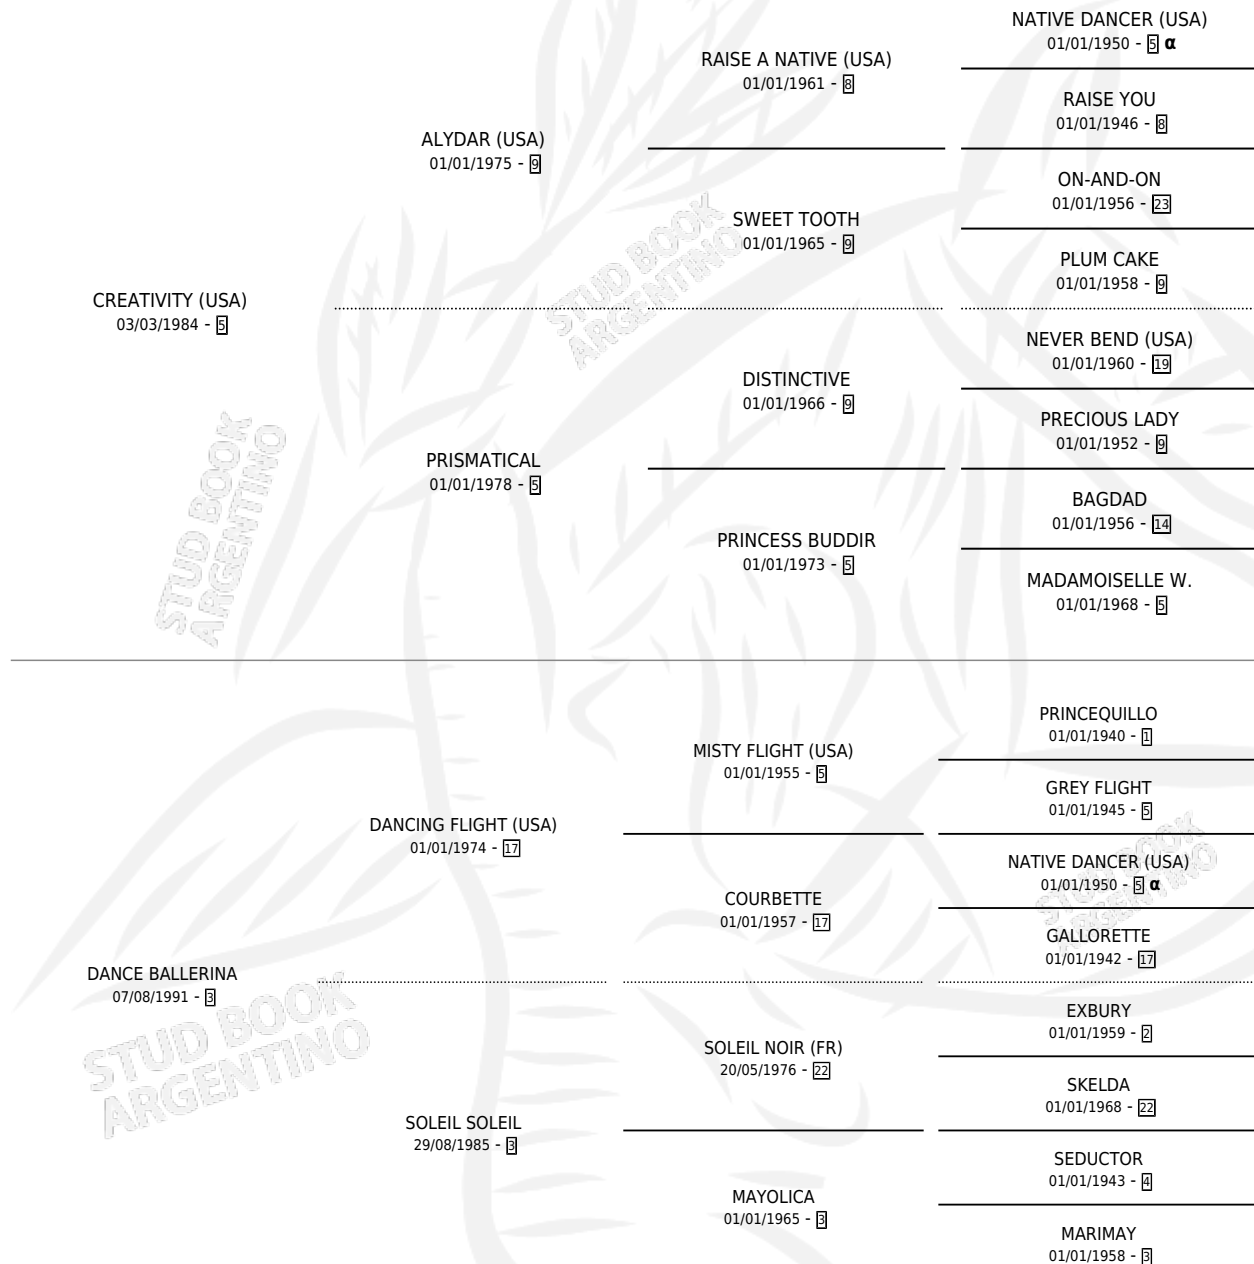 NATIVE DANCER (USA)
01/01/1950 - 5 α
RAISE A NATIVE (USA)
01/01/1961 - 8
RAISE YOU
01/01/1946 - 8
ALYDAR (USA)
01/01/1975 - 9
ON-AND-ON
01/01/1956 - 23
SWEET TOOTH
01/01/1965 - 9
PLUM CAKE
01/01/1958 - 9
CREATIVITY (USA)
03/03/1984 - 5
NEVER BEND (USA)
01/01/1960 - 19
DISTINCTIVE
01/01/1966 - 9
PRECIOUS LADY
01/01/1952 - 9
PRISMATICAL
01/01/1978 - 5
BAGDAD
01/01/1956 - 14
PRINCESS BUDDIR
01/01/1973 - 5
MADAMOISELLE W.
01/01/1968 - 5
PRINCEQUILLO
01/01/1940 - 1
MISTY FLIGHT (USA)
01/01/1955 - 5
GREY FLIGHT
01/01/1945 - 5
DANCING FLIGHT (USA)
01/01/1974 - 17
NATIVE DANCER (USA)
01/01/1950 - 5 α
COURBETTE
01/01/1957 - 17
GALLORETTE
01/01/1942 - 17
DANCE BALLERINA
07/08/1991 - 3
EXBURY
01/01/1959 - 2
SOLEIL NOIR (FR)
20/05/1976 - 22
SKELDA
01/01/1968 - 22
SOLEIL SOLEIL
29/08/1985 - 3
SEDUCTOR
01/01/1943 - 4
MAYOLICA
01/01/1965 - 3
MARIMAY
01/01/1958 - 3
STUD BOOK
ARGENTINO
STUD BOOK
ARGENTINO
STUD BOOK
ARGENTINO
STUD BOOK
ARGENTINO